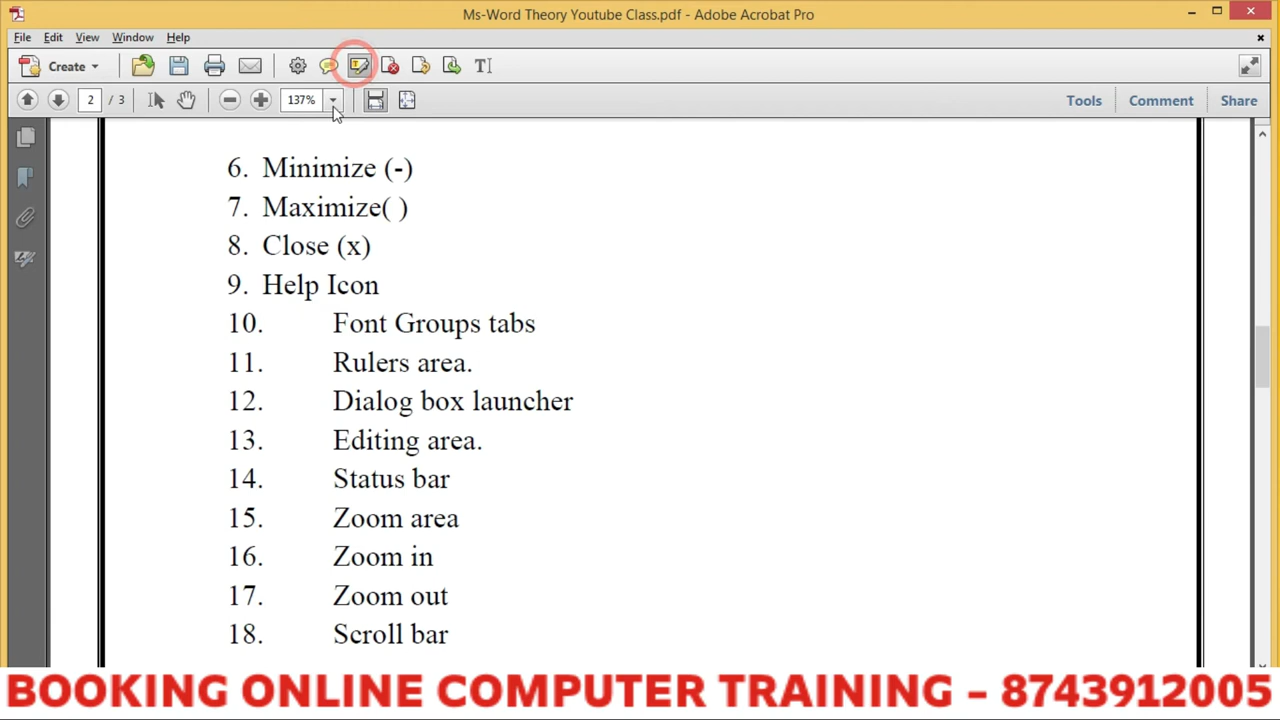 Ms-Word Theory Youtube Class.pdf - Adobe Acrobat Pro
File Edit View Window Help
Create
2 / 3
137%
Tools Comment Share
6. Minimize (-)
7. Maximize( )
8. Close (x)
9. Help Icon
10. Font Groups tabs
11. Rulers area.
12. Dialog box launcher
13. Editing area.
14. Status bar
15. Zoom area
16. Zoom in
17. Zoom out
18. Scroll bar
BOOKING ONLINE COMPUTER TRAINING – 8743912005